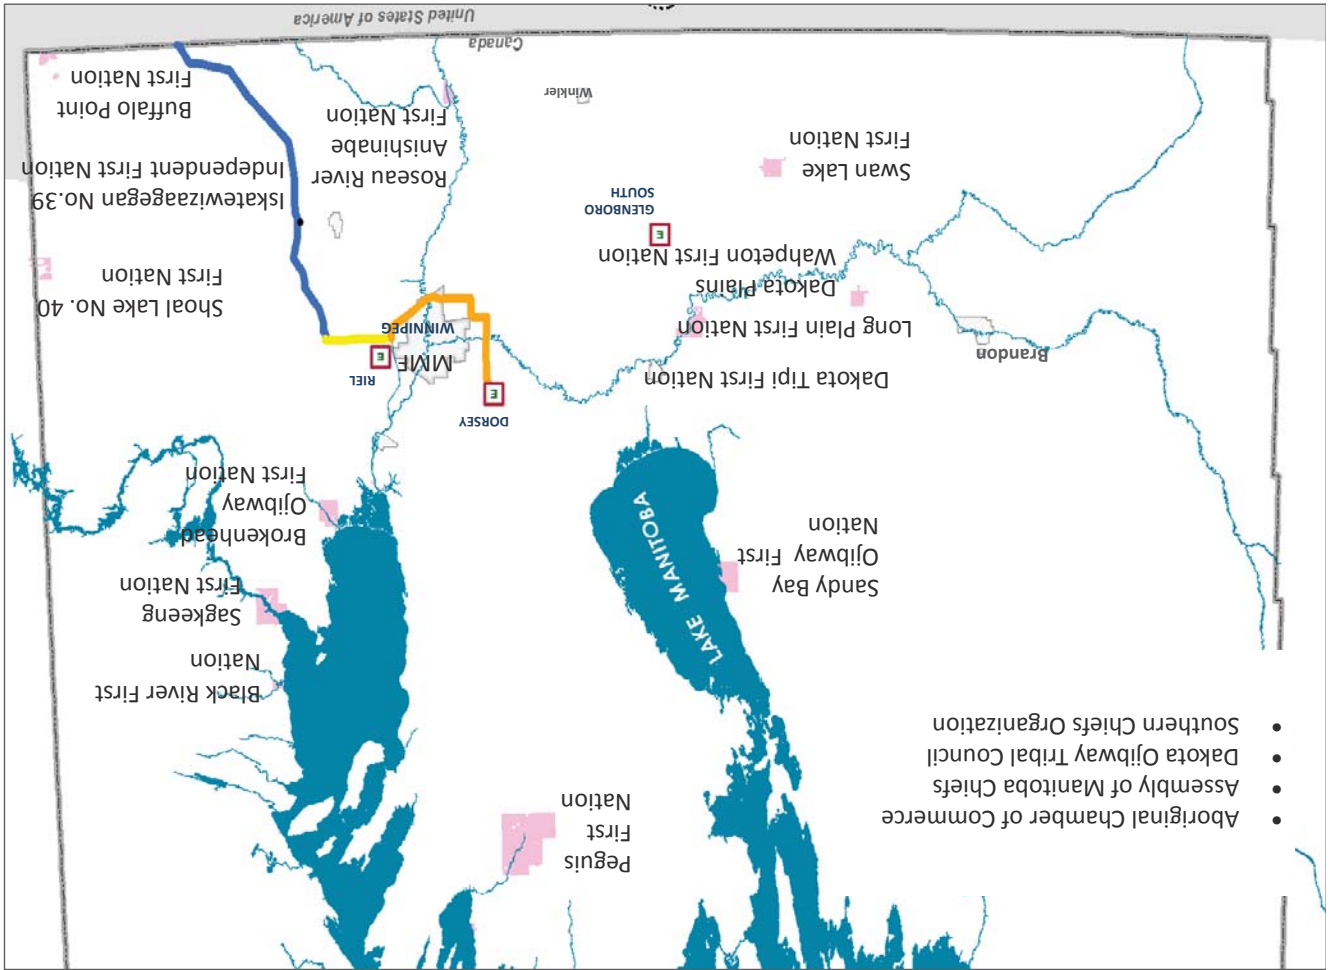 Peguis
First
Nation
Aboriginal Chamber of Commerce
Assembly of Manitoba Chiefs
Dakota Ojibway Tribal Council
Southern Chiefs Organization
Black River First
Nation
LAKE MANITOBA
Sagkeeng
First Nation
Sandy Bay
Ojibway First
Nation
Brokenhead
Ojibway
First Nation
DORSEY
E
Dakota Tipi First Nation
RIEL
E
MMF
WINNIPEG
Brandon
Long Plain First Nation
Dakota Plains
Wahpeton First Nation
Shoal Lake No. 40
First Nation
E
GLENBORO
SOUTH
Iskatewizaagegan No.39
Independent First Nation
Roseau River
Anishinabe
First Nation
Swan Lake
First Nation
Buffalo Point
First Nation
Winkler
Canada
United States of America